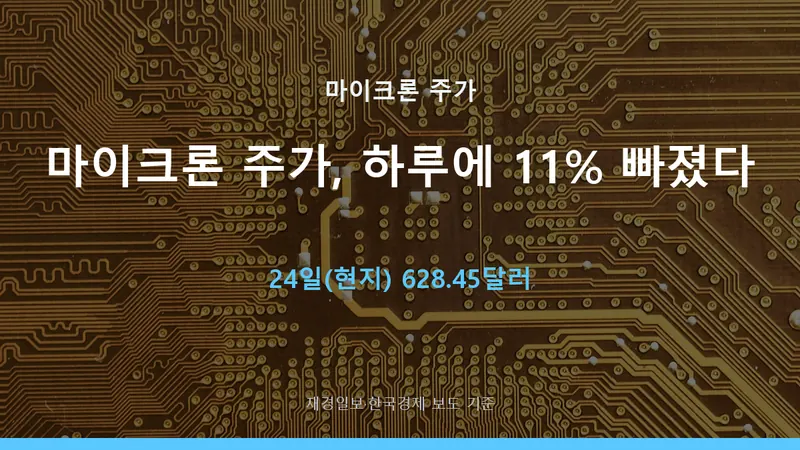 마이크론 주가
마이크론 주가, 하루에 11% 빠졌다
24일(현지) 628.45달러
재경일보·한국경제 보도 기준